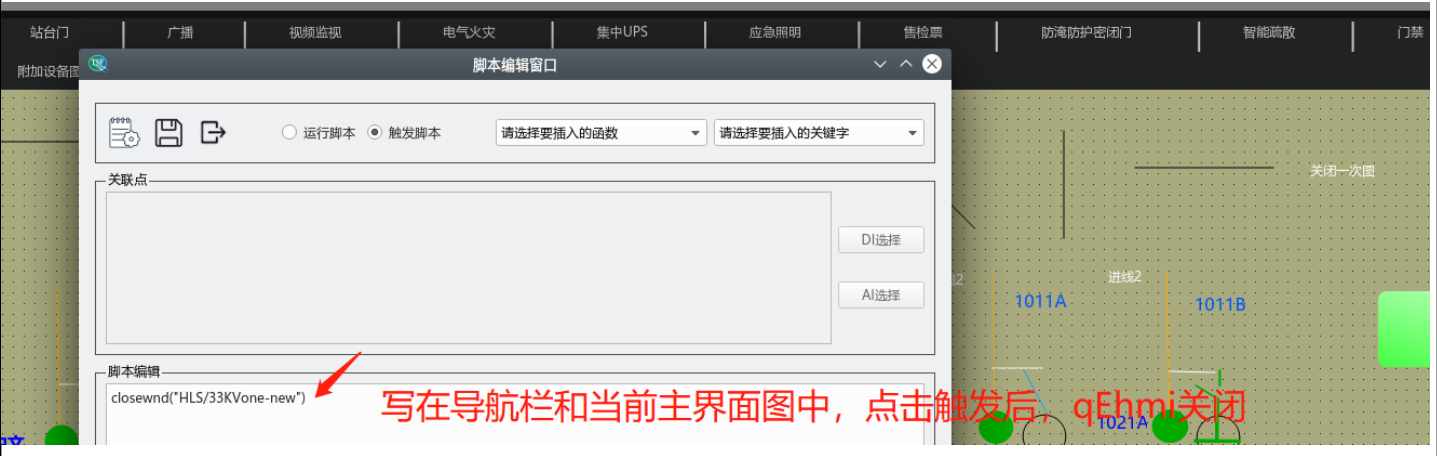 站台门 广播 视频监视 电气火灾 集中UPS 应急照明 售检票 防淹防护密闭门 智能疏散 门禁
附加设备图
脚本编辑窗口
运行脚本 触发脚本 请选择要插入的函数 请选择要插入的关键字
关联点
关闭一次图
DI选择
进线2
AI选择
1011A 1011B
脚本编辑
closewnd("HLS/33KVone-new")
写在导航栏和当前主界面图中，点击触发后，qEhmi关闭
1021A